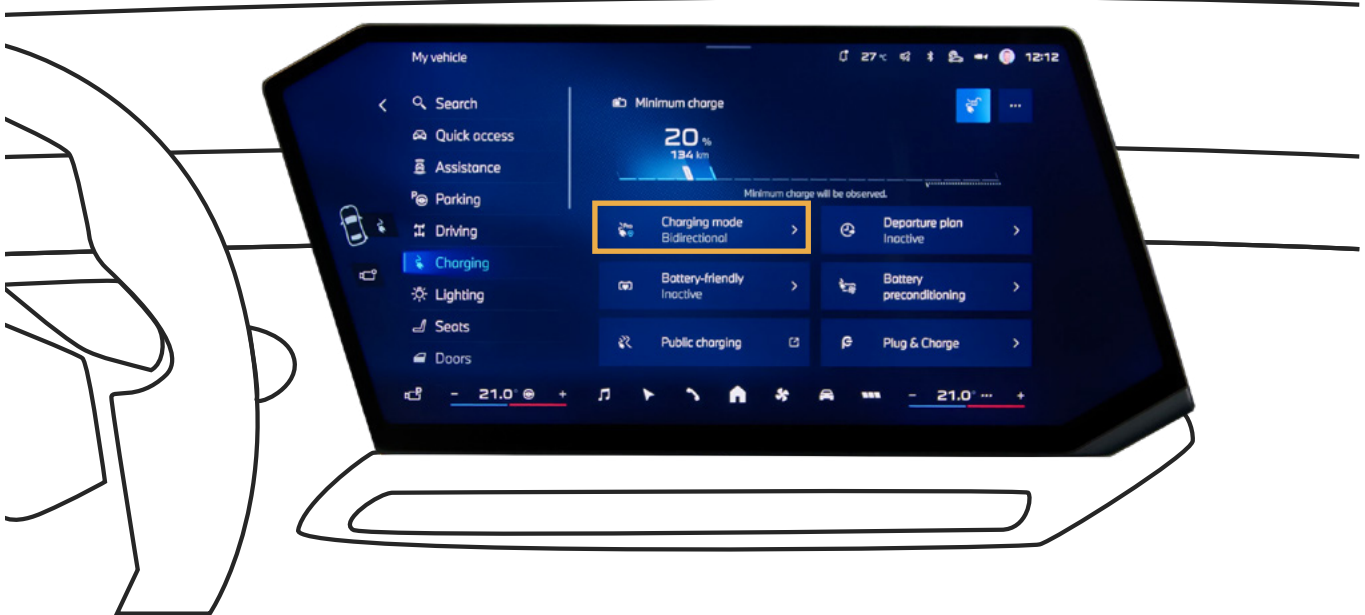 My vehicle
27 °C
12:12
Search
Quick access
Assistance
Parking
Driving
Charging
Lighting
Seats
Doors
Minimum charge
20 %
134 km
Minimum charge will be observed.
Charging mode
Bidirectional
Departure plan
Inactive
Battery-friendly
Inactive
Battery
preconditioning
Public charging
Plug & Charge
- 21.0° +
- 21.0° ··· +